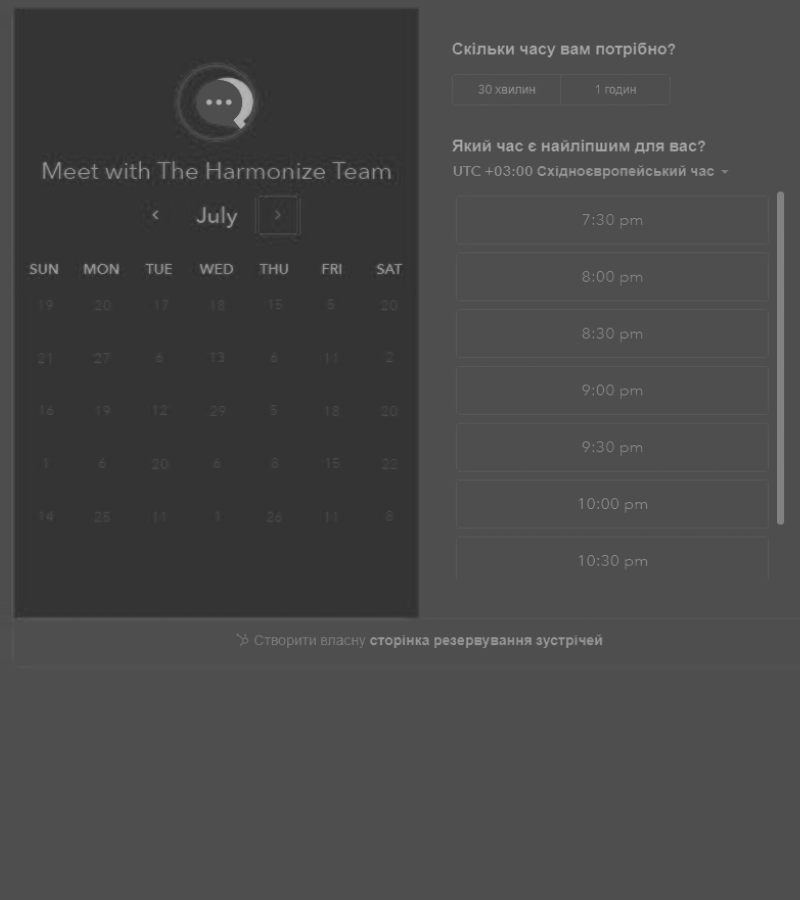 Meet with The Harmonize Team
July
SUN MON TUE WED THU FRI SAT
19 20 17 18 15 5 20
21 27 6 13 6 11 2
16 19 12 29 5 18 20
1 6 20 6 8 15 22
14 25 11 1 26 11 8
Скільки часу вам потрібно?
30 хвилин 1 годин
Який час є найліпшим для вас?
UTC +03:00 Східноєвропейський час
7:30 pm
8:00 pm
8:30 pm
9:00 pm
9:30 pm
10:00 pm
10:30 pm
Створити власну сторінка резервування зустрічей